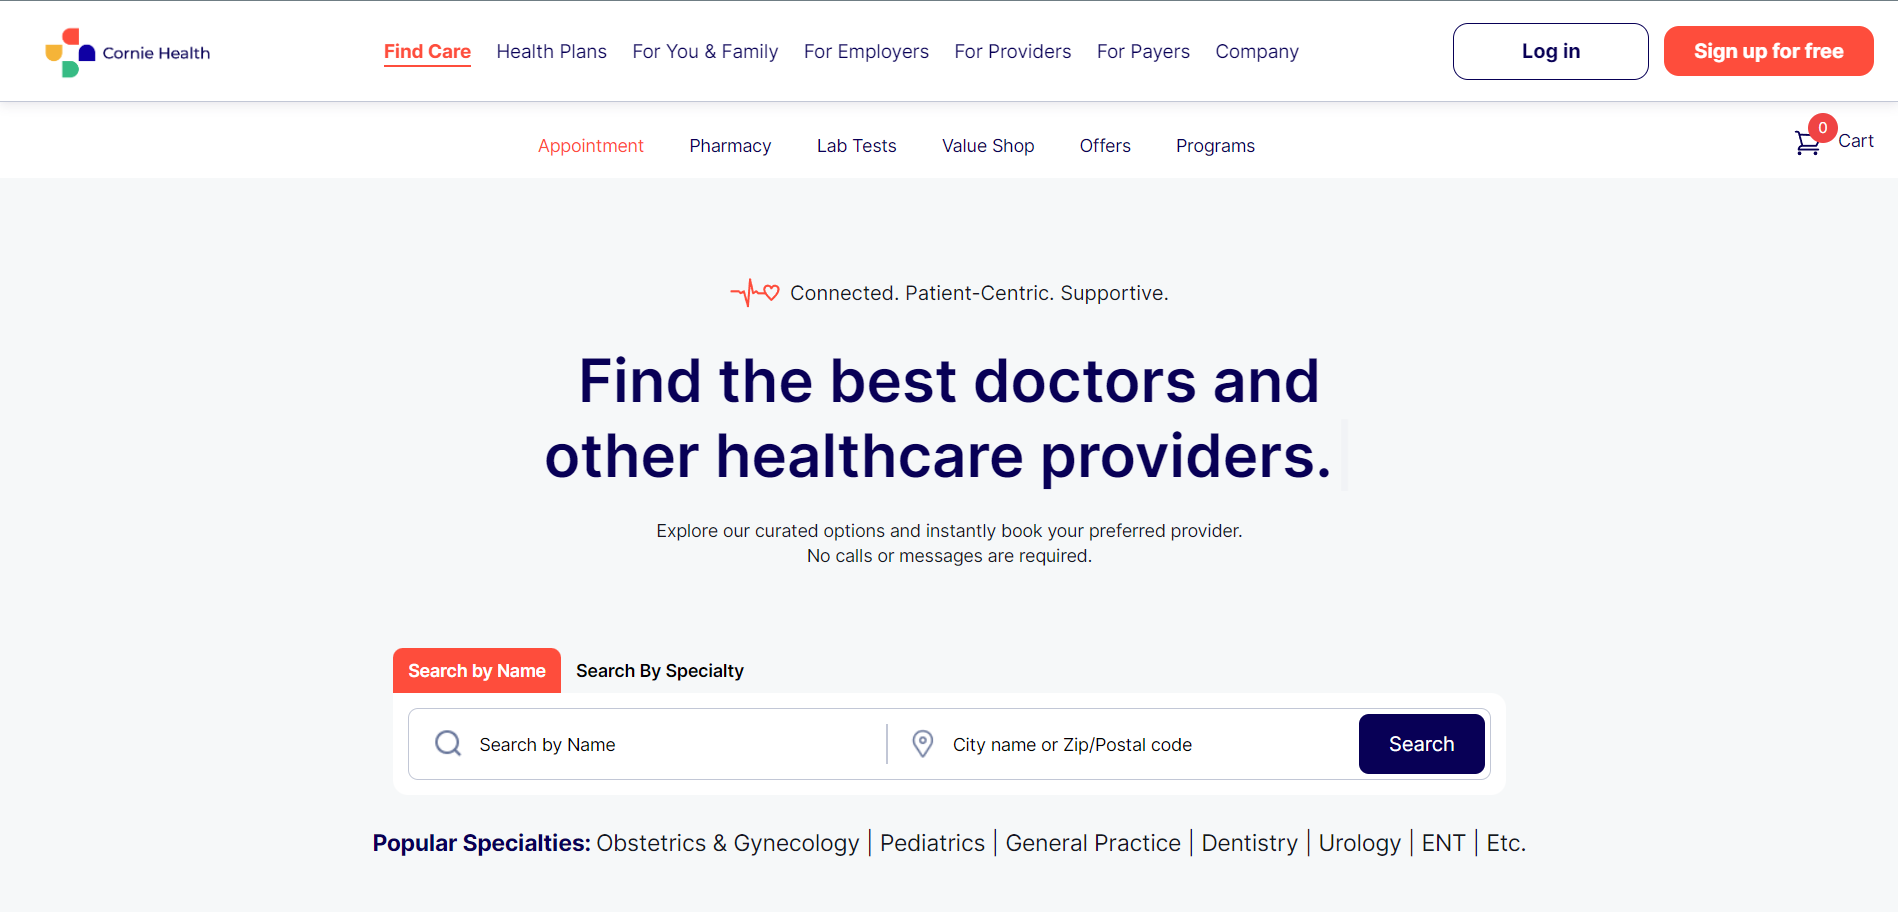 Cornie Health
Find Care Health Plans For You & Family For Employers For Providers For Payers Company
Log in
Sign up for free
Appointment Pharmacy Lab Tests Value Shop Offers Programs
0 Cart
Connected. Patient-Centric. Supportive.
Find the best doctors and
other healthcare providers.
Explore our curated options and instantly book your preferred provider.
No calls or messages are required.
Search by Name Search By Specialty
Search by Name City name or Zip/Postal code Search
Popular Specialties: Obstetrics & Gynecology | Pediatrics | General Practice | Dentistry | Urology | ENT | Etc.